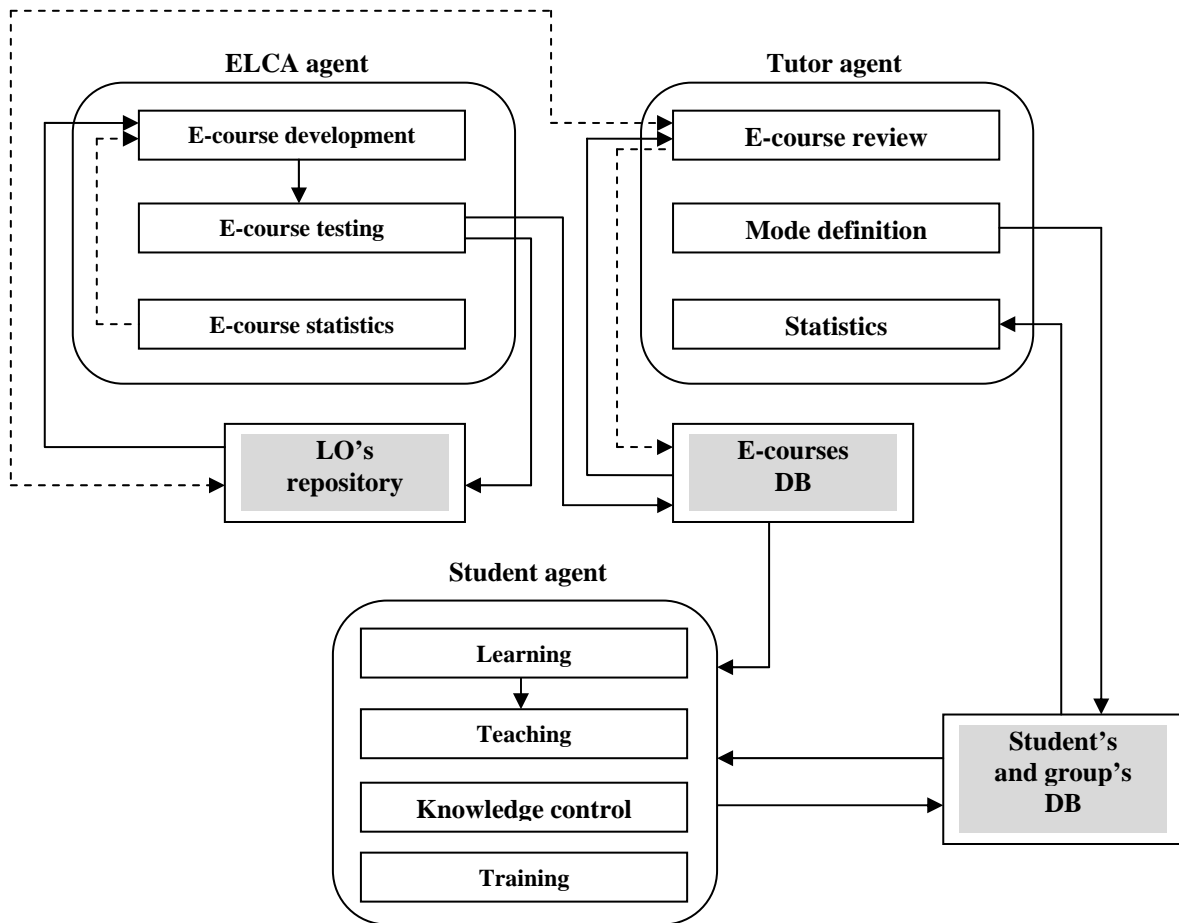 ELCA agent
E-course development
E-course testing
E-course statistics
Tutor agent
E-course review
Mode definition
Statistics
LO’s
repository
E-courses
DB
Student agent
Learning
Teaching
Knowledge control
Training
Student’s
and group’s
DB